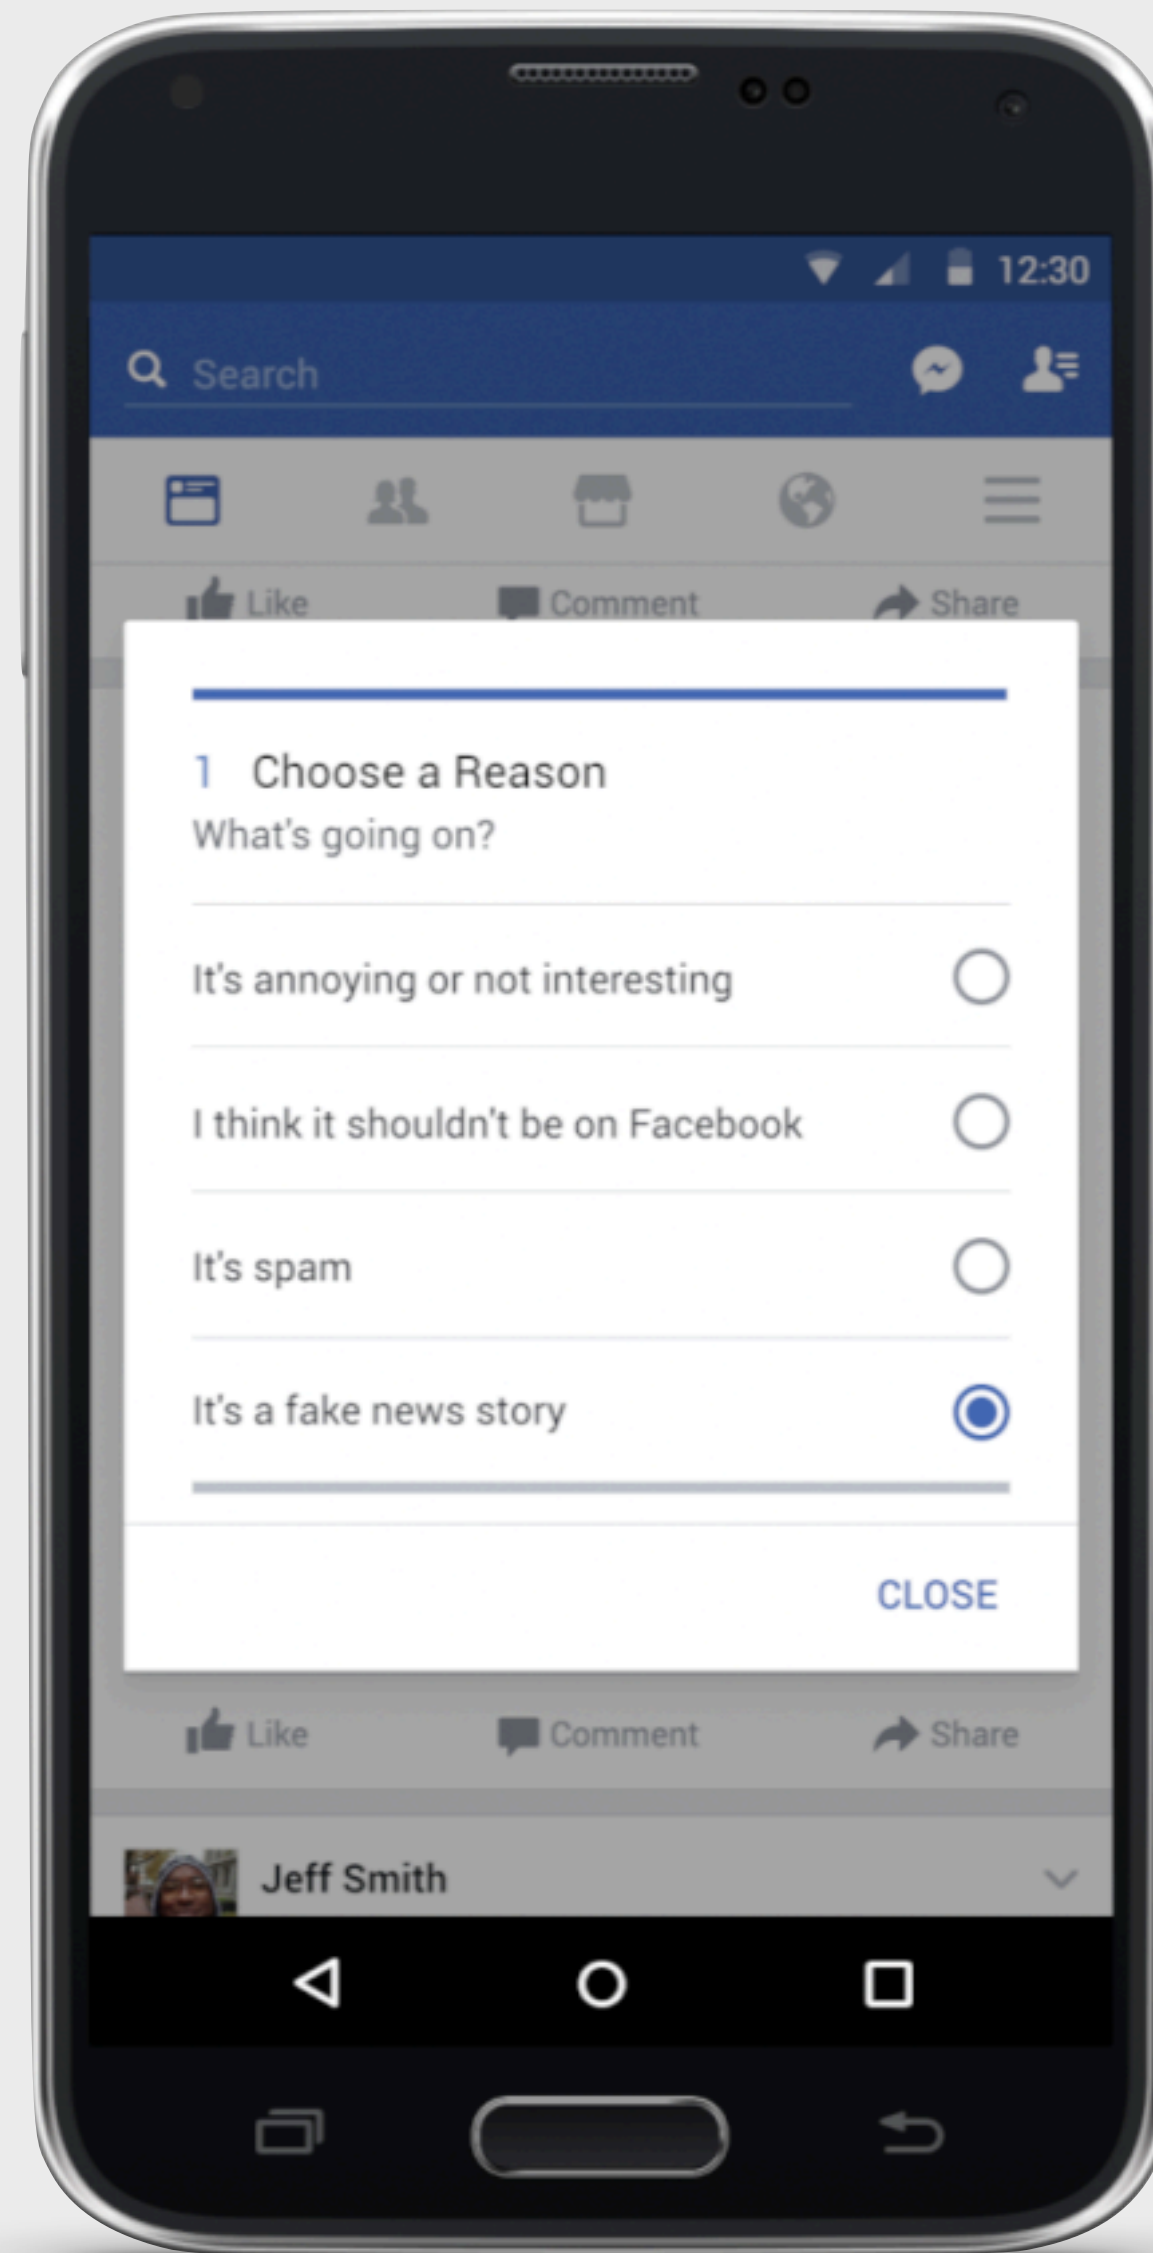 12:30
Search
Like Comment Share
1 Choose a Reason
What's going on?
It's annoying or not interesting
I think it shouldn't be on Facebook
It's spam
It's a fake news story
CLOSE
Like Comment Share
Jeff Smith